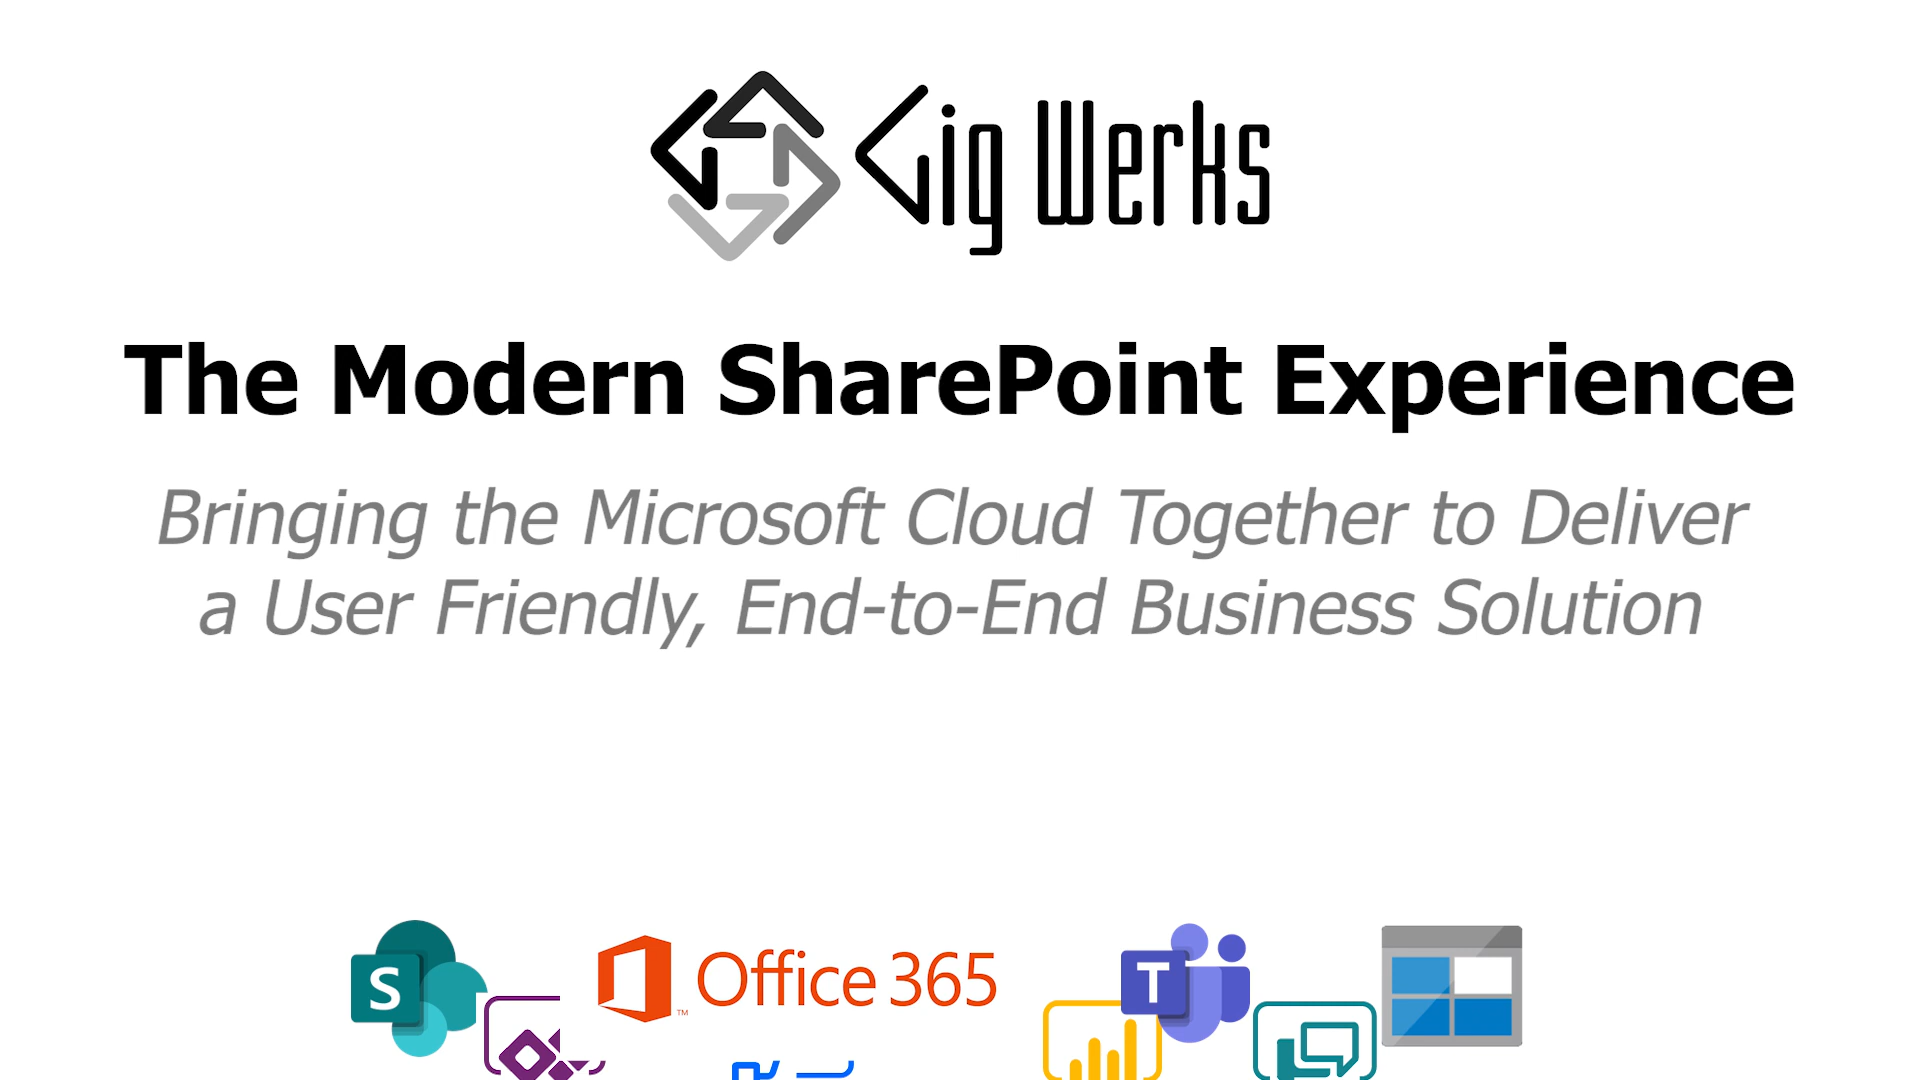 Gig Werks
The Modern SharePoint Experience
Bringing the Microsoft Cloud Together to Deliver
a User Friendly, End-to-End Business Solution
S
Office 365
TM
T